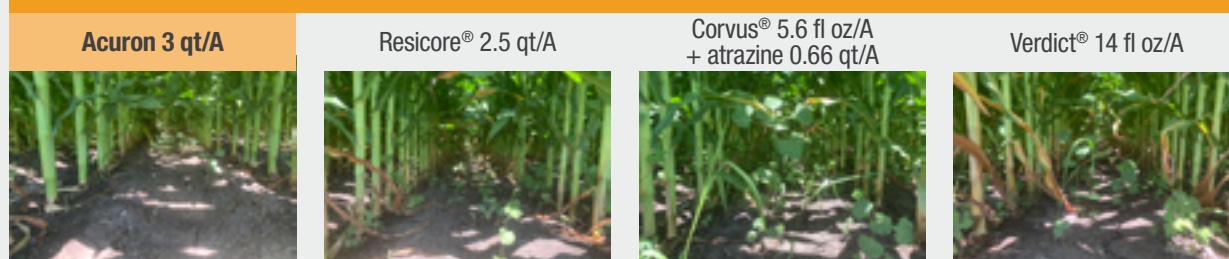 Acuron 3 qt/A
Resicore® 2.5 qt/A
Corvus® 5.6 fl oz/A
+ atrazine 0.66 qt/A
Verdict® 14 fl oz/A